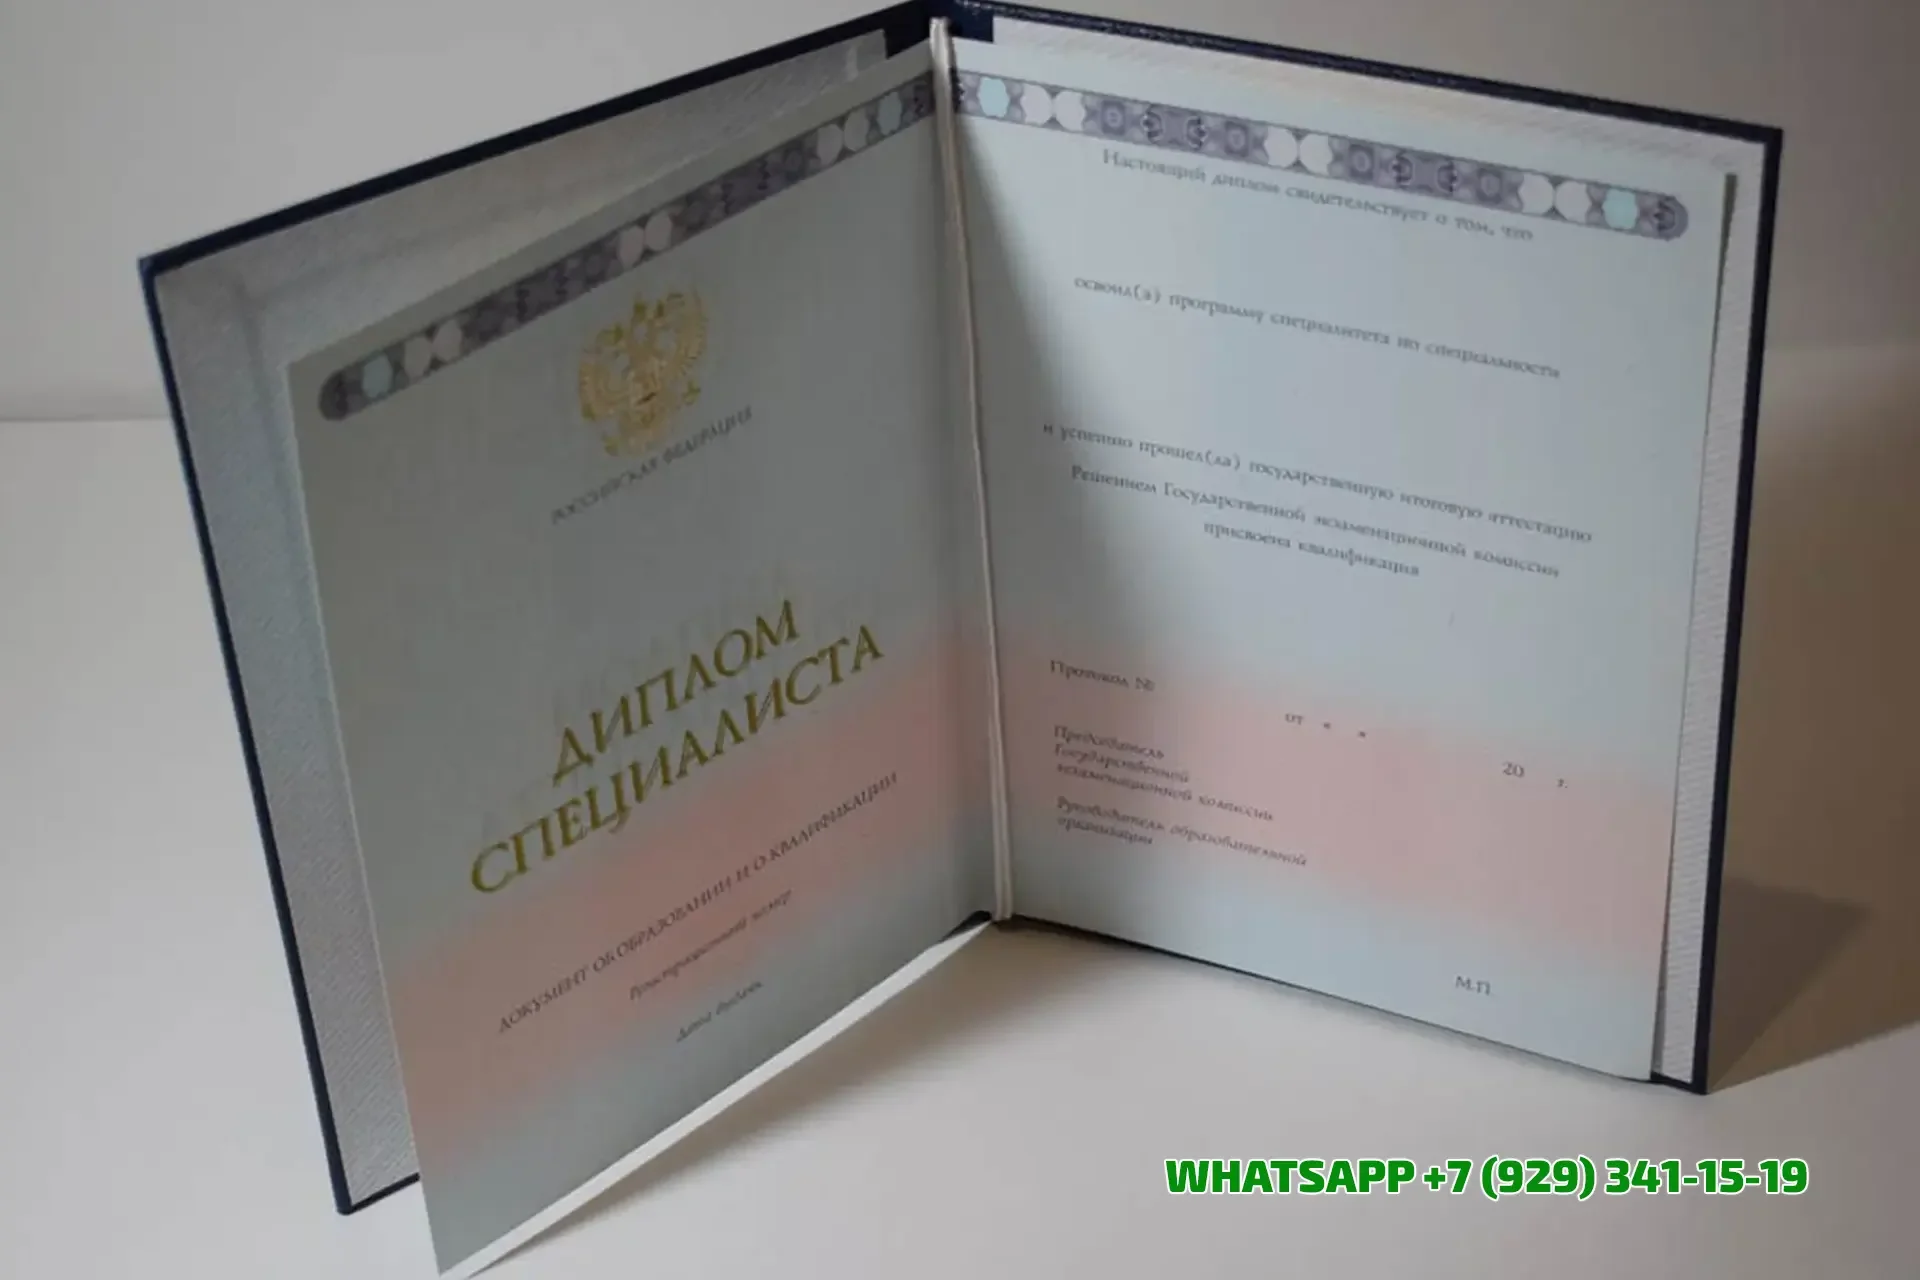 РОССИЙСКАЯ ФЕДЕРАЦИЯ
ДИПЛОМ
СПЕЦИАЛИСТА
ДОКУМЕНТ ОБ ОБРАЗОВАНИИ И О КВАЛИФИКАЦИИ
Регистрационный номер
Дата выдачи
Настоящий диплом свидетельствует о том, что
освоил(а) программу специалитета по специальности
и успешно прошел(ла) государственную итоговую аттестацию
Решением Государственной экзаменационной комиссии
присвоена квалификация
Протокол №
от « »
20 г.
Председатель
Государственной
экзаменационной комиссии
Руководитель образовательной
организации
М.П.
WHATSAPP +7 (929) 341-15-19